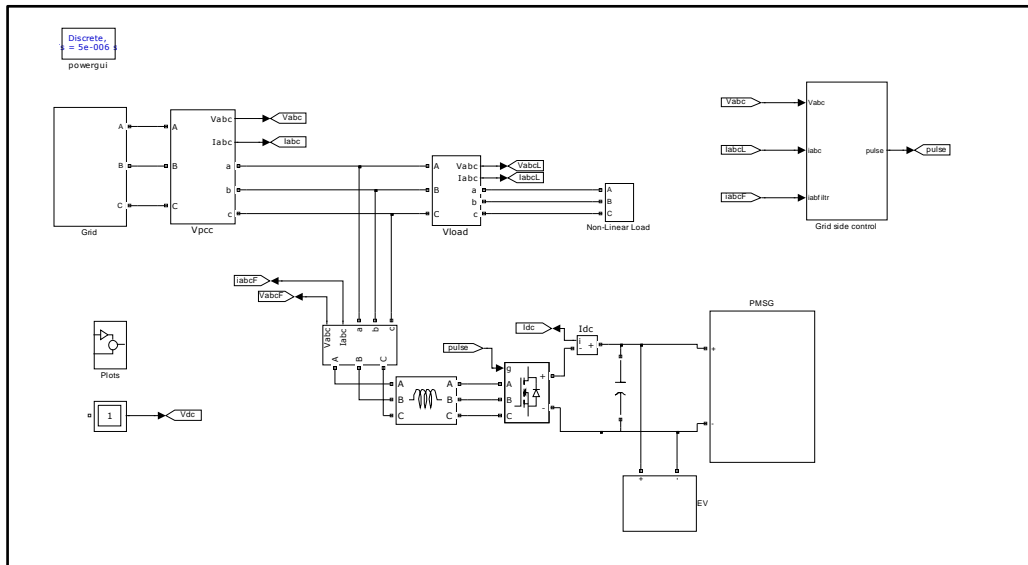 Discrete,
s = 5e-006 s
powergui
A
B
C
Grid
A
B
C
Vabc
Iabc
a
b
c
Vpcc
Vabc
Iabc
A
B
C
Vabc
Iabc
a
b
c
Vload
VabcL
IabcL
A
B
C
Non-Linear Load
Vabc
IabcL
iabcF
Vabc
iabc
iabfiltr
pulse
Grid side control
pulse
iabcF
VabcF
Vabc
Iabc
a
b
c
A
B
C
Plots
1
Vdc
A
B
C
A
B
C
pulse
g
A
B
C
+
-
Idc
Idc
i
-
+
PMSG
+
-
+
-
EV